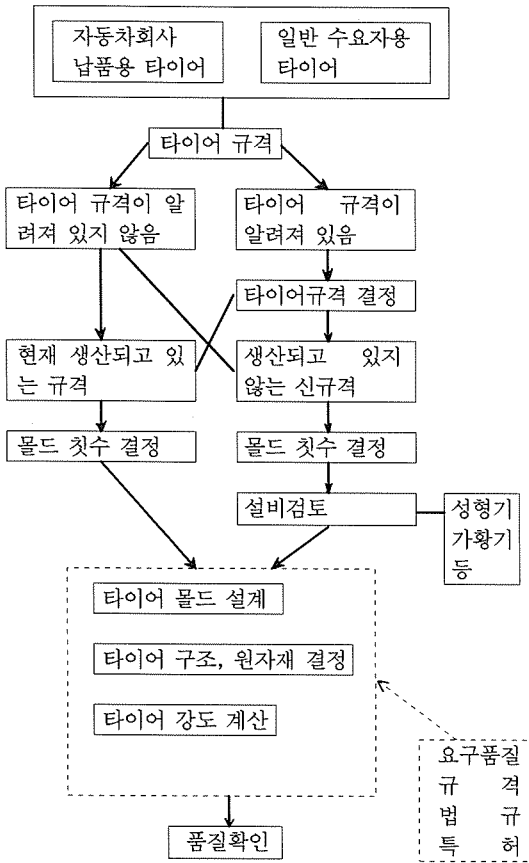 자동차회사
납품용 타이어
일반 수요자용
타이어
타이어 규격
타이어 규격이 알
려져 있지 않음
타이어 규격이
알려져 있음
타이어규격 결정
현재 생산되고 있
는 규격
생산되고 있지
않는 신규격
몰드 칫수 결정
몰드 칫수 결정
설비검토
성형기
가황기
등
타이어 몰드 설계
타이어 구조, 원자재 결정
타이어 강도 계산
요구품질
규 격
법 규
특 허
품질확인